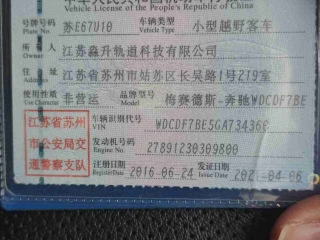 中华人民共和国机动车行驶证
Vehicle License of the People's Republic of China
号牌号码 苏E67U10 车辆类型 小型越野客车
Plate No. Vehicle Type
所有人 江苏淼升轨道科技有限公司
Owner
住址 江苏省苏州市姑苏区长吴路1号Z19室
Address
使用性质 非营运 品牌型号 梅赛德斯-奔驰WDCDF7BE
Use Character Model
江苏省苏州
市公安局交
通警察支队
车辆识别代号 WDCDF7BE5GA734366
VIN
发动机号码 27891230309800
Engine No.
注册日期 2016-06-24 发证日期
Register Date Issue Date